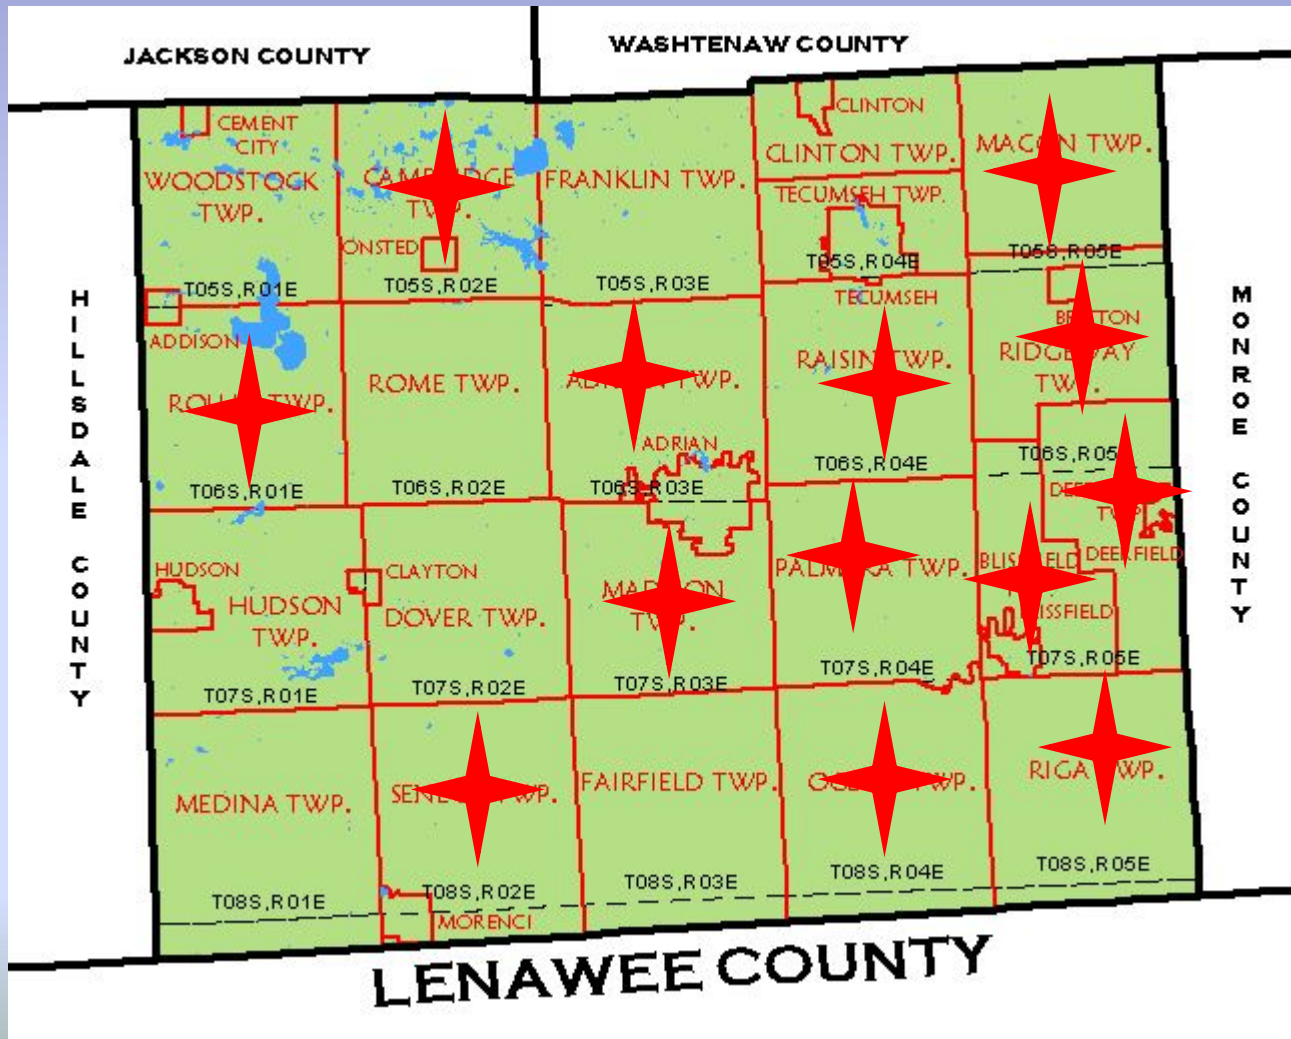 JACKSON COUNTY
WASHTENAW COUNTY
CEMENT
CITY
CLINTON
WOODSTOCK
TWP.
TWP.
FRANKLIN TWP.
CLINTON TWP.
TWP.
TECUMSEH TWP.
ONSTED
T05S,R01E
T05S,R02E
T05S,R03E
T05S,R04E
T05S,R05E
TECUMSEH
HILLSDALE COUNTY
MONROE COUNTY
ADDISON
TWP.
ROME TWP.
TWP.
RAISIN TWP.
TWP.
ADRIAN
T06S,R01E
T06S,R02E
T06S,R03E
T06S,R04E
T06S,R05
HUDSON
HUDSON
TWP.
CLAYTON
DOVER TWP.
TWP.
DEERFIELD
T07S,R01E
T07S,R02E
T07S,R03E
T07S,R04E
T07S,R05E
MEDINA TWP.
FAIRFIELD TWP.
RIGA TWP.
T08S,R01E
T08S,R02E
T08S,R03E
T08S,R04E
T08S,R05E
MORENCI
LENAWEE COUNTY